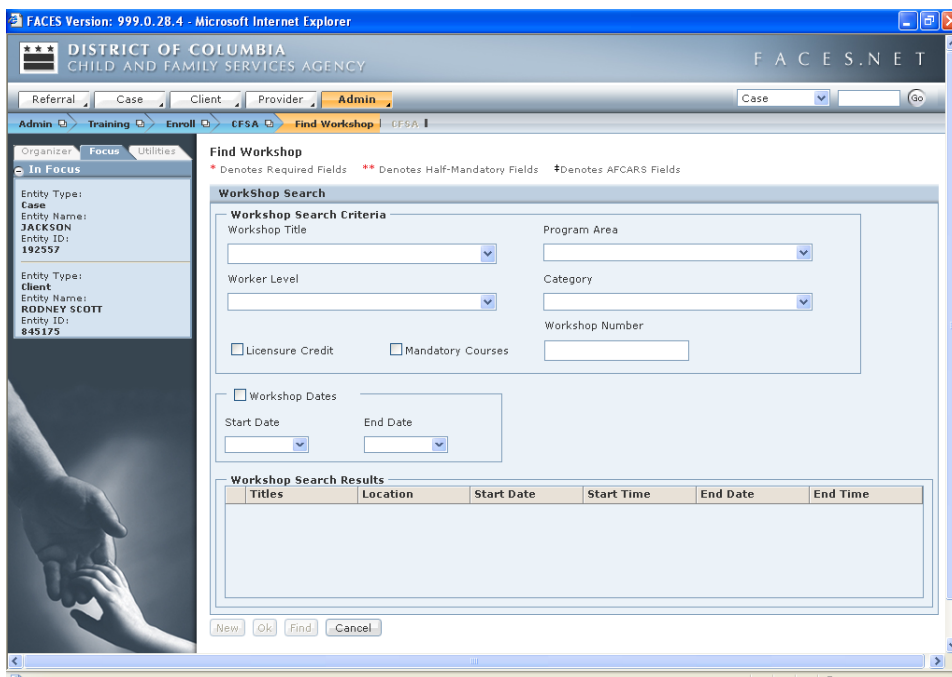 FACES Version: 999.0.28.4 - Microsoft Internet Explorer
DISTRICT OF COLUMBIA
CHILD AND FAMILY SERVICES AGENCY
FACES.NET
Referral Case Client Provider Admin Case Go
Admin Training Enroll CFSA Find Workshop CFSA
Organizer Focus Utilities
In Focus
Entity Type:
Case
Entity Name:
JACKSON
Entity ID:
192557
Entity Type:
Client
Entity Name:
RODNEY SCOTT
Entity ID:
845175
Find Workshop
* Denotes Required Fields ** Denotes Half-Mandatory Fields ‡Denotes AFCARS Fields
WorkShop Search
Workshop Search Criteria
Workshop Title Program Area
Worker Level Category
Workshop Number
Licensure Credit Mandatory Courses
Workshop Dates
Start Date End Date
Workshop Search Results
Titles Location Start Date Start Time End Date End Time
New Ok Find Cancel